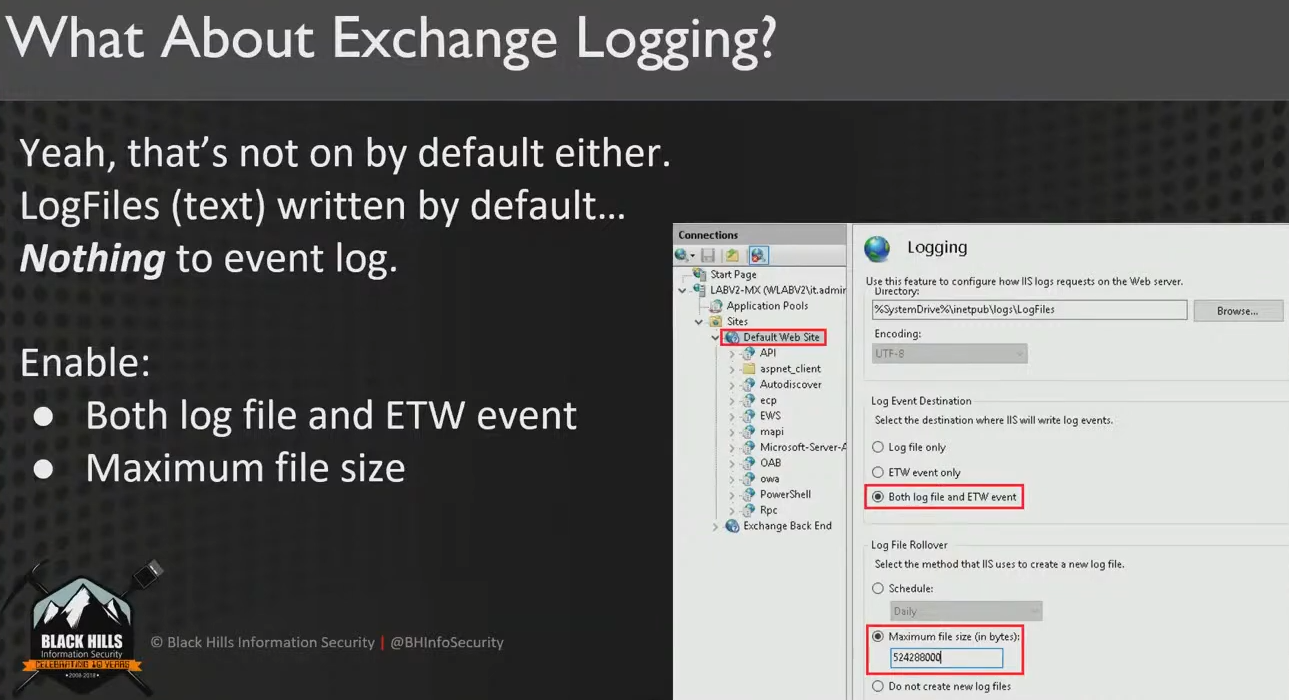 What About Exchange Logging?
Yeah, that's not on by default either.
LogFiles (text) written by default...
Nothing to event log.
Enable:
● Both log file and ETW event
● Maximum file size
BLACK HILLS
Information Security
CELEBRATING 10 YEARS
•2008-2018•
© Black Hills Information Security | @BHInfoSecurity
Connections
Start Page
LABV2-MX (WLABV2\it.admir
Application Pools
Sites
Default Web Site
API
aspnet_client
Autodiscover
ecp
EWS
mapi
Microsoft-Server-A
OAB
owa
PowerShell
Rpc
Exchange Back End
Logging
Use this feature to configure how IIS logs requests on the Web server.
Directory:
%SystemDrive%\inetpub\logs\LogFiles
Browse...
Encoding:
UTF-8
Log Event Destination
Select the destination where IIS will write log events.
Log file only
ETW event only
Both log file and ETW event
Log File Rollover
Select the method that IIS uses to create a new log file.
Schedule:
Daily
Maximum file size (in bytes):
524288000
Do not create new log files